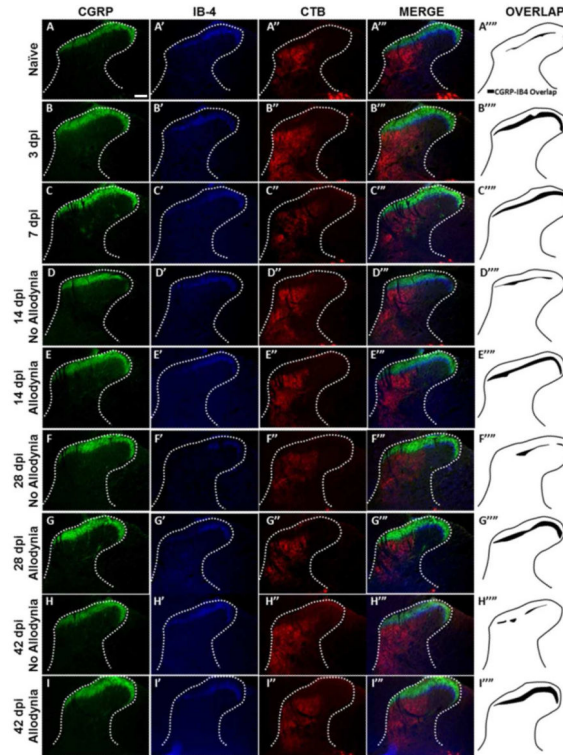 CGRP IB-4 CTB MERGE OVERLAP
Naïve
A A' A'' A''' A''''
CGRP-IB4 Overlap
3 dpi
B B' B'' B''' B''''
7 dpi
C C' C'' C''' C''''
14 dpi
No Allodynia
D D' D'' D''' D''''
14 dpi
Allodynia
E E' E'' E''' E''''
28 dpi
No Allodynia
F F' F'' F''' F''''
28 dpi
Allodynia
G G' G'' G''' G''''
42 dpi
No Allodynia
H H' H'' H''' H''''
42 dpi
Allodynia
I I' I'' I''' I''''